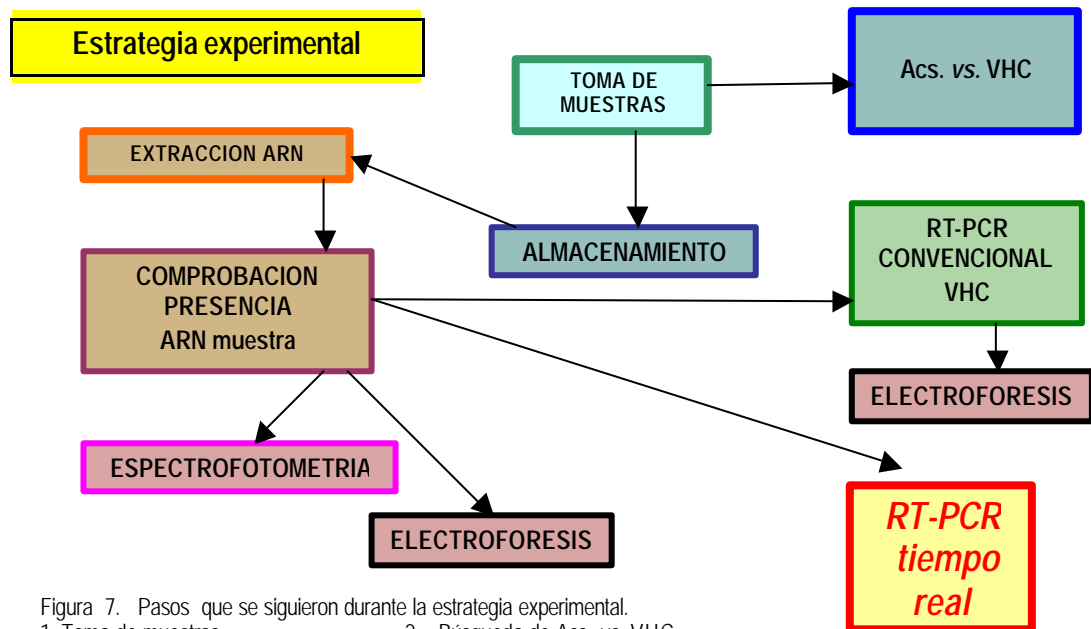 Estrategia experimental
TOMA DE
MUESTRAS
Acs. vs. VHC
EXTRACCION ARN
ALMACENAMIENTO
RT-PCR
CONVENCIONAL
VHC
COMPROBACION
PRESENCIA
ARN muestra
ELECTROFORESIS
ESPECTROFOTOMETRIA
ELECTROFORESIS
RT-PCR
tiempo
real
Figura 7. Pasos que se siguieron durante la estrategia experimental.